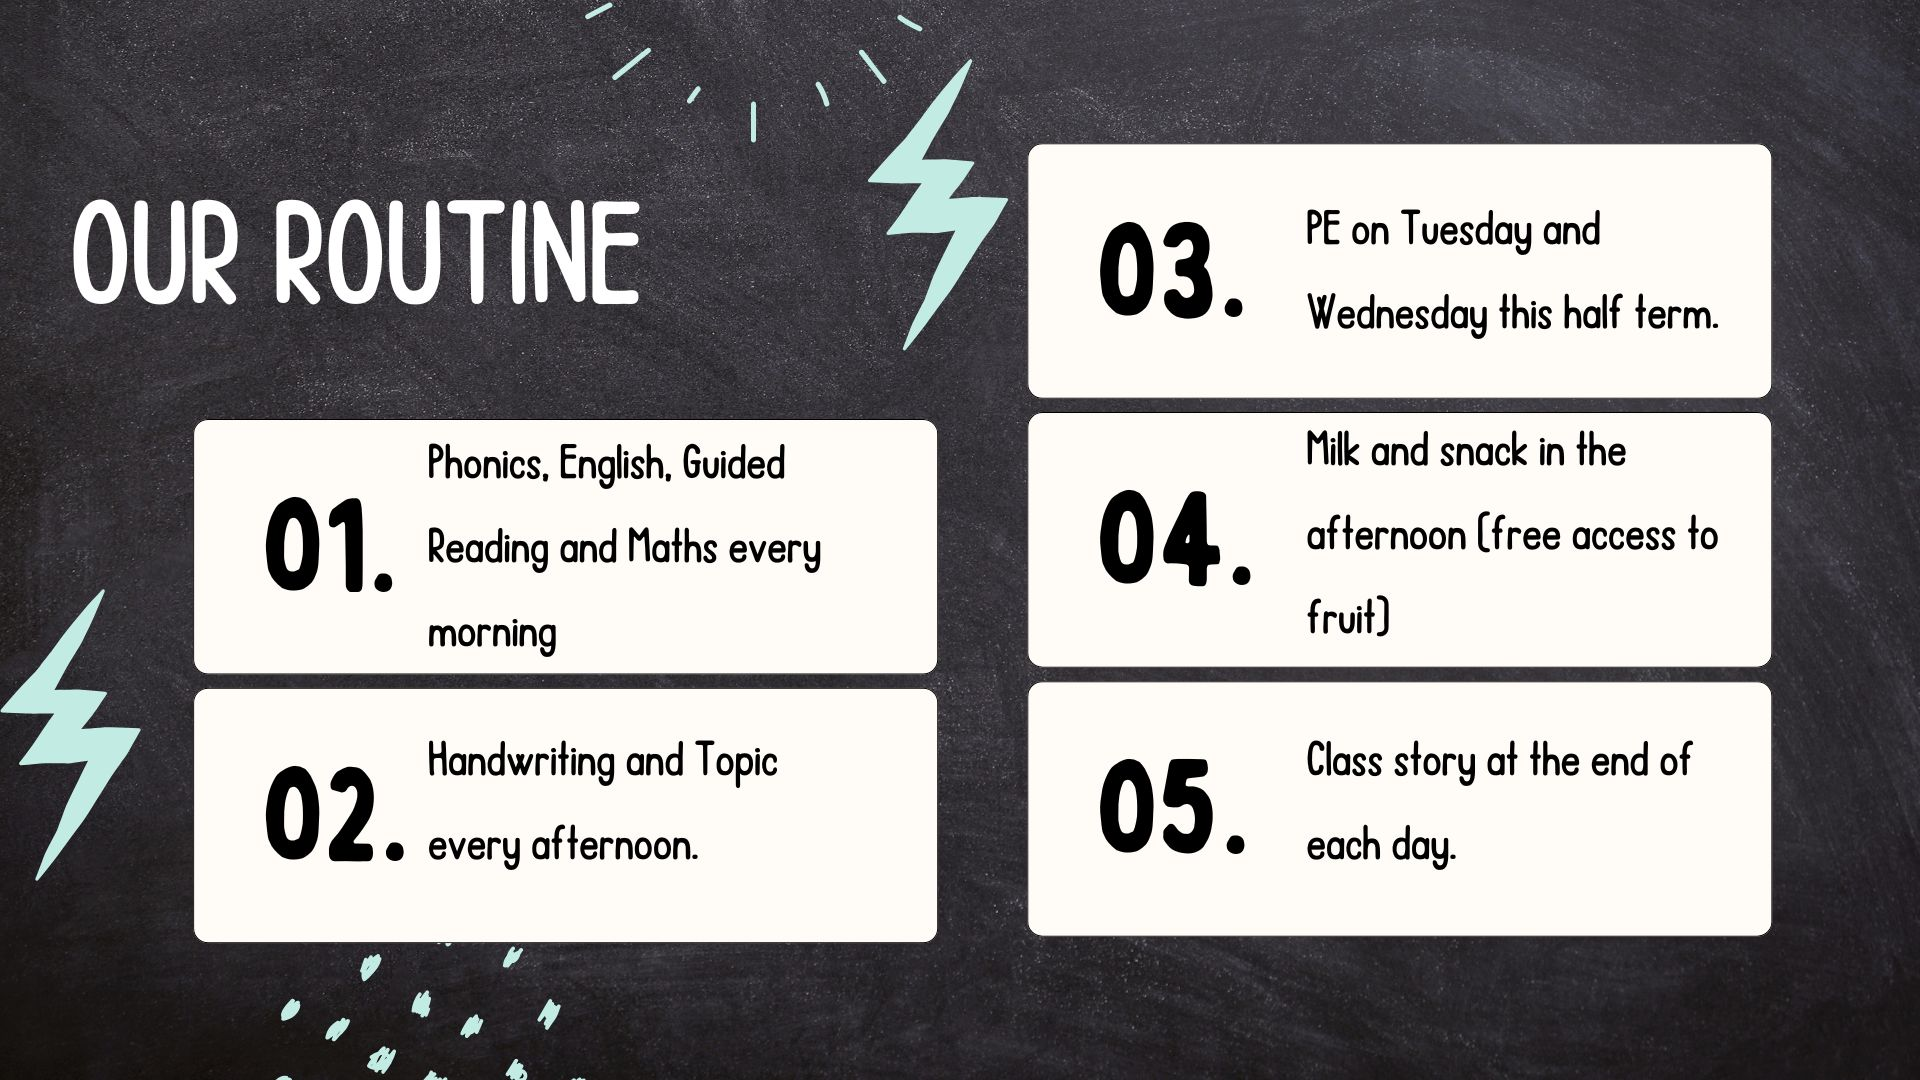 OUR ROUTINE
01.
Phonics, English, Guided
Reading and Maths every
morning
02.
Handwriting and Topic
every afternoon.
03.
PE on Tuesday and
Wednesday this half term.
04.
Milk and snack in the
afternoon (free access to
fruit)
05.
Class story at the end of
each day.